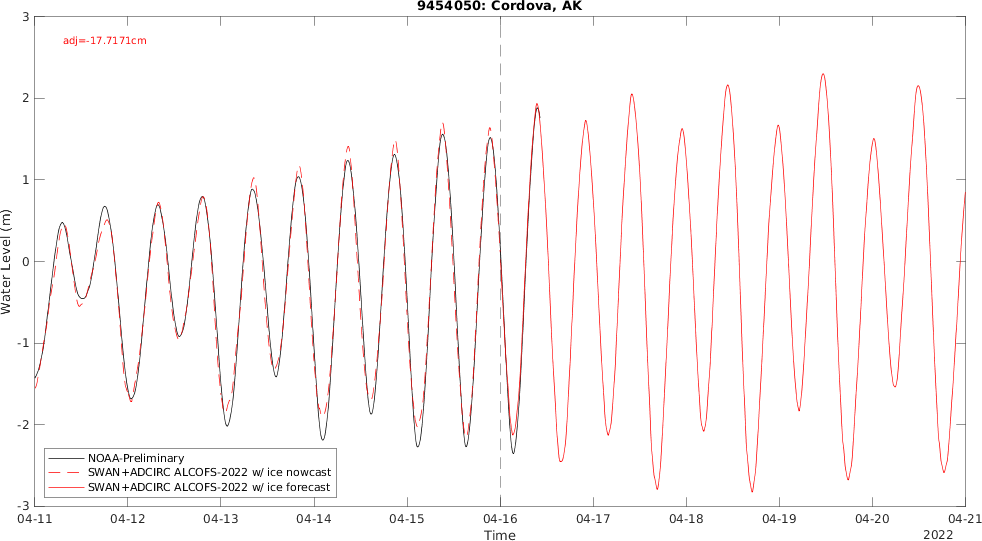 9454050: Cordova, AK
adj=-17.7171cm
3
2
1
0
-1
-2
-3
Water Level (m)
NOAA-Preliminary
SWAN+ADCIRC ALCOFS-2022 w/ ice nowcast
SWAN+ADCIRC ALCOFS-2022 w/ ice forecast
04-11 04-12 04-13 04-14 04-15 04-16 04-17 04-18 04-19 04-20 04-21
Time
2022